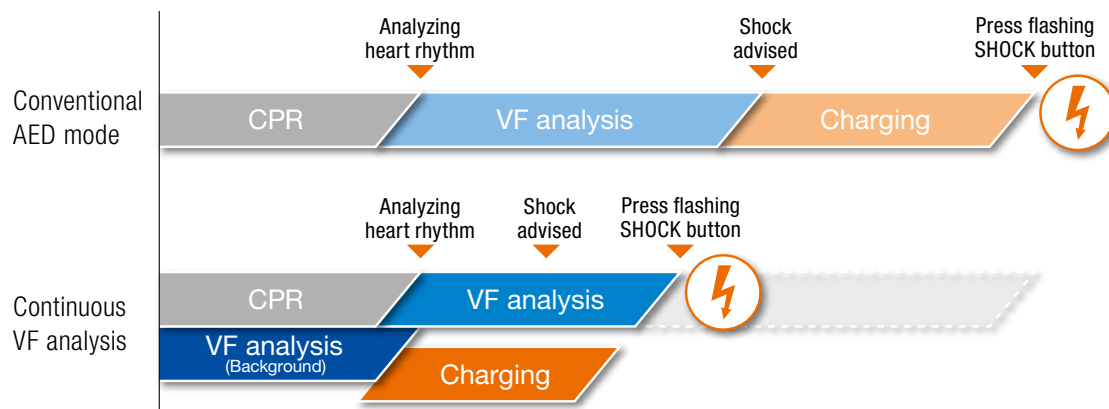 Analyzing
heart rhythm
Shock
advised
Press flashing
SHOCK button
Conventional
AED mode
CPR
VF analysis
Charging
Analyzing
heart rhythm
Shock
advised
Press flashing
SHOCK button
Continuous
VF analysis
CPR
VF analysis
VF analysis
(Background)
Charging